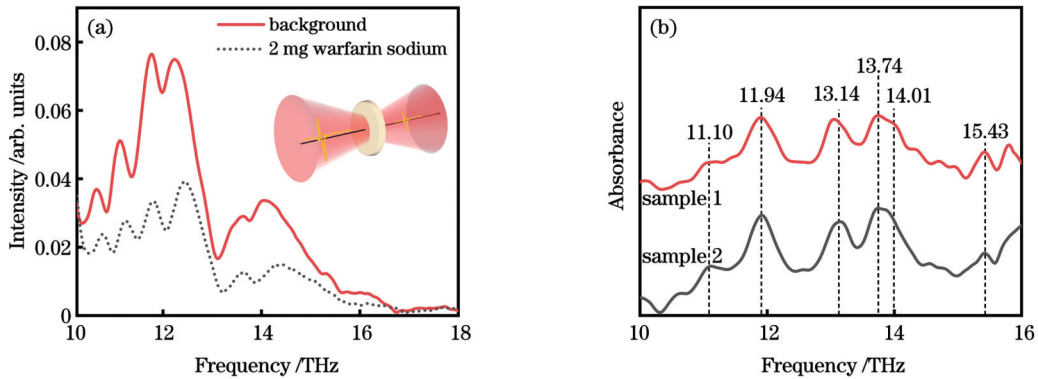 (a)
background
2 mg warfarin sodium
0.08
0.06
0.04
0.02
0
Intensity /arb. units
10
12
14
16
18
Frequency /THz
(b)
13.74
11.94
13.14
14.01
11.10
15.43
sample 1
sample 2
Absorbance
10
12
14
16
Frequency /THz